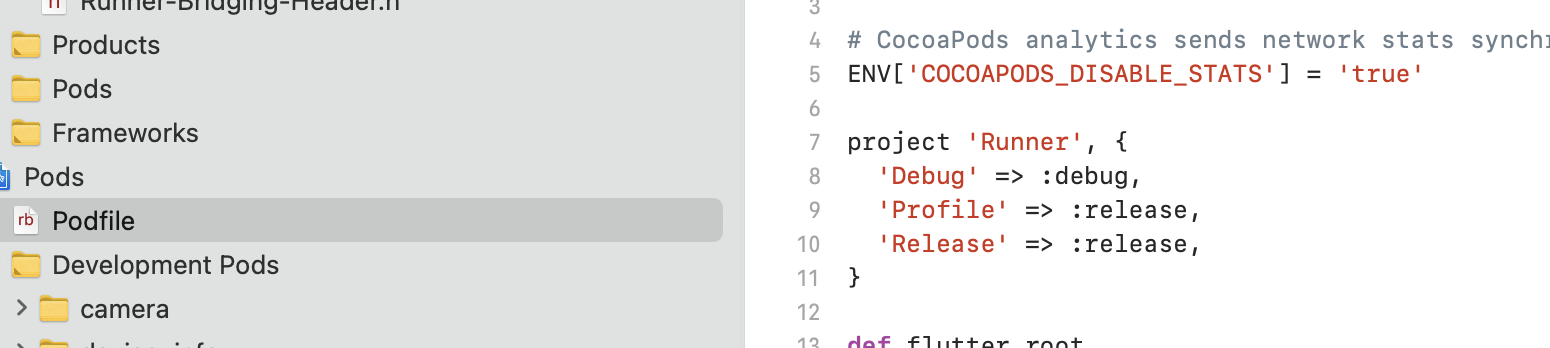 Runner-Bridging-Header.h
Products
Pods
Frameworks
Pods
rb Podfile
Development Pods
camera
3
4 # CocoaPods analytics sends network stats
5 ENV['COCOAPODS_DISABLE_STATS'] = 'true'
6
7 project 'Runner', {
8 'Debug' => :debug,
9 'Profile' => :release,
10 'Release' => :release,
11 }
12
13 def flutter_root